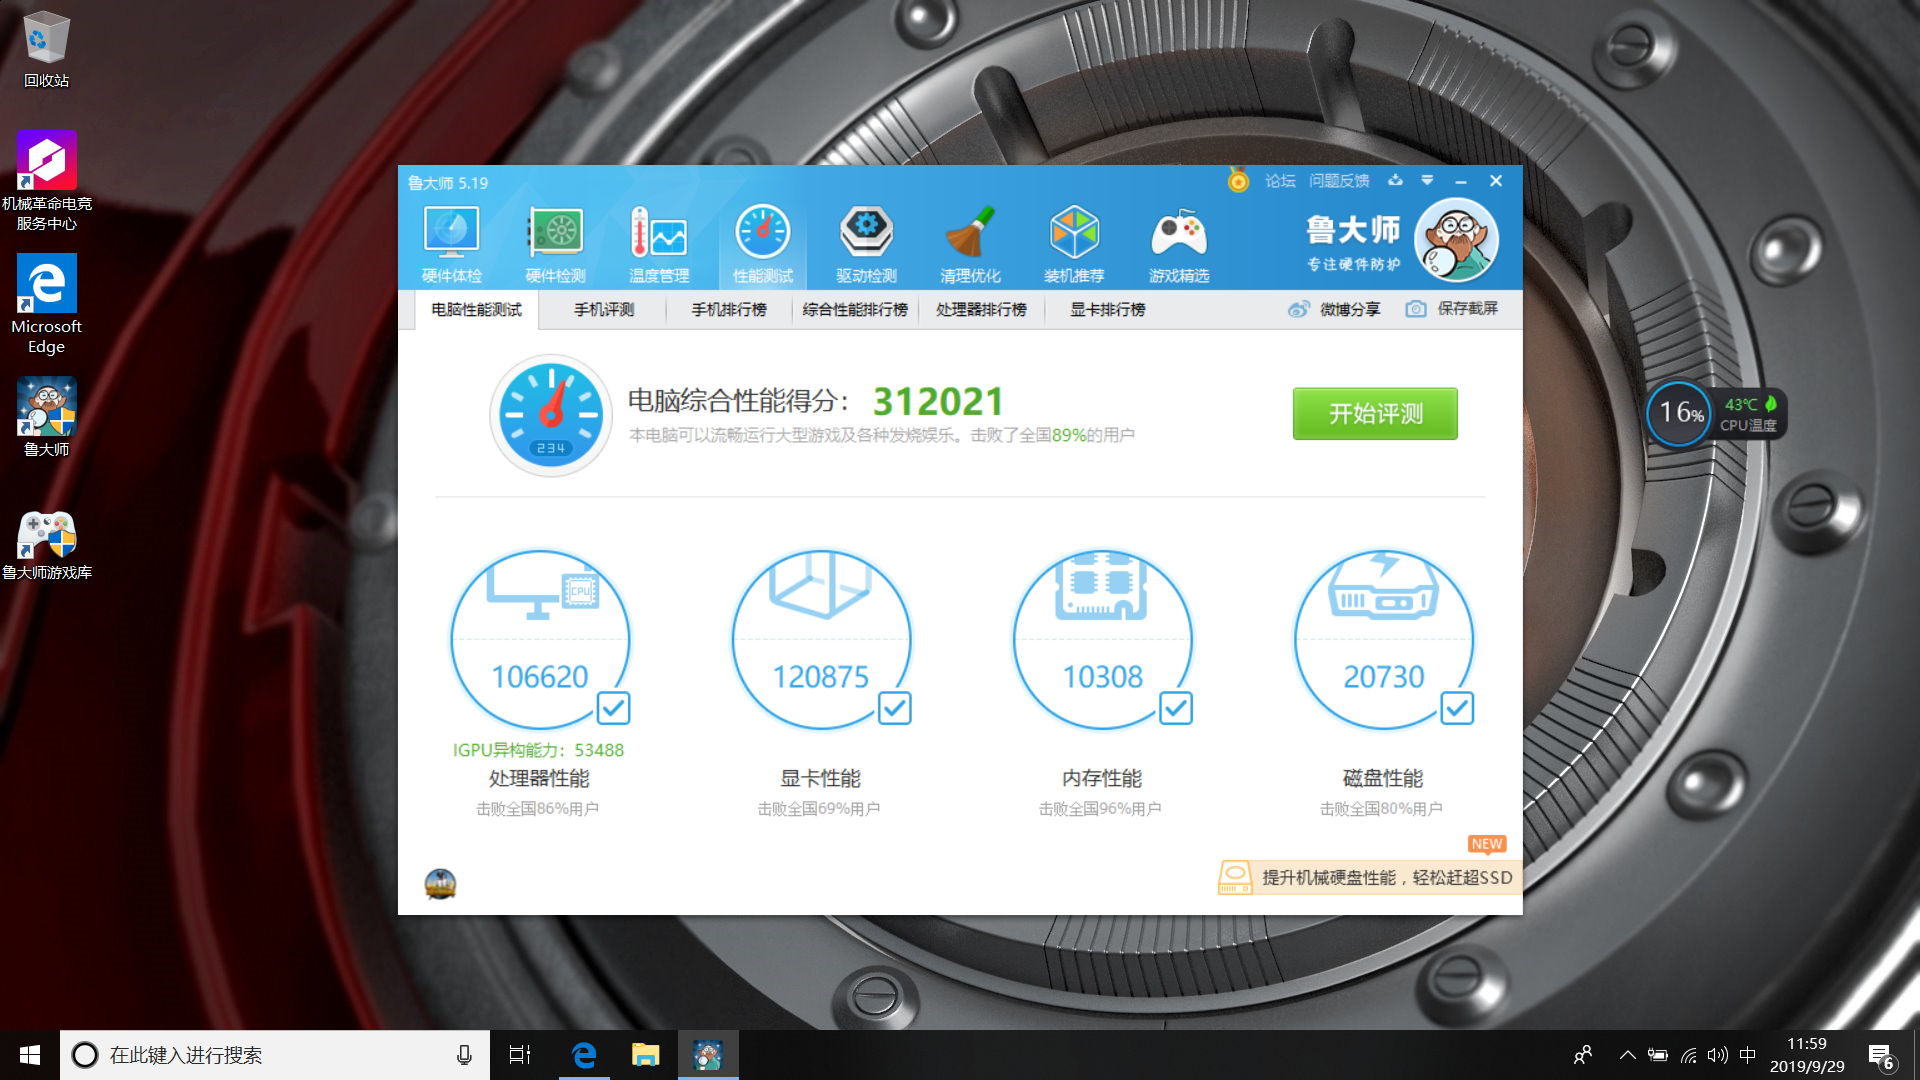 回收站
机械革命电竞
服务中心
Microsoft
Edge
鲁大师
鲁大师游戏库
鲁大师 5.19
论坛 问题反馈
硬件体检 硬件检测 温度管理 性能测试 驱动检测 清理优化 装机推荐 游戏精选
鲁大师
专注硬件防护
电脑性能测试 手机评测 手机排行榜 综合性能排行榜 处理器排行榜 显卡排行榜 微博分享 保存截屏
234
电脑综合性能得分： 312021
本电脑可以流畅运行大型游戏及各种发烧娱乐。击败了全国89%的用户
开始评测
16%
43℃
CPU温度
CPU
106620 120875 10308 20730
IGPU异构能力：53488
处理器性能 显卡性能 内存性能 磁盘性能
击败全国86%用户 击败全国69%用户 击败全国96%用户 击败全国80%用户
NEW
提升机械硬盘性能，轻松赶超SSD
在此键入进行搜索
中
11:59
2019/9/29
6